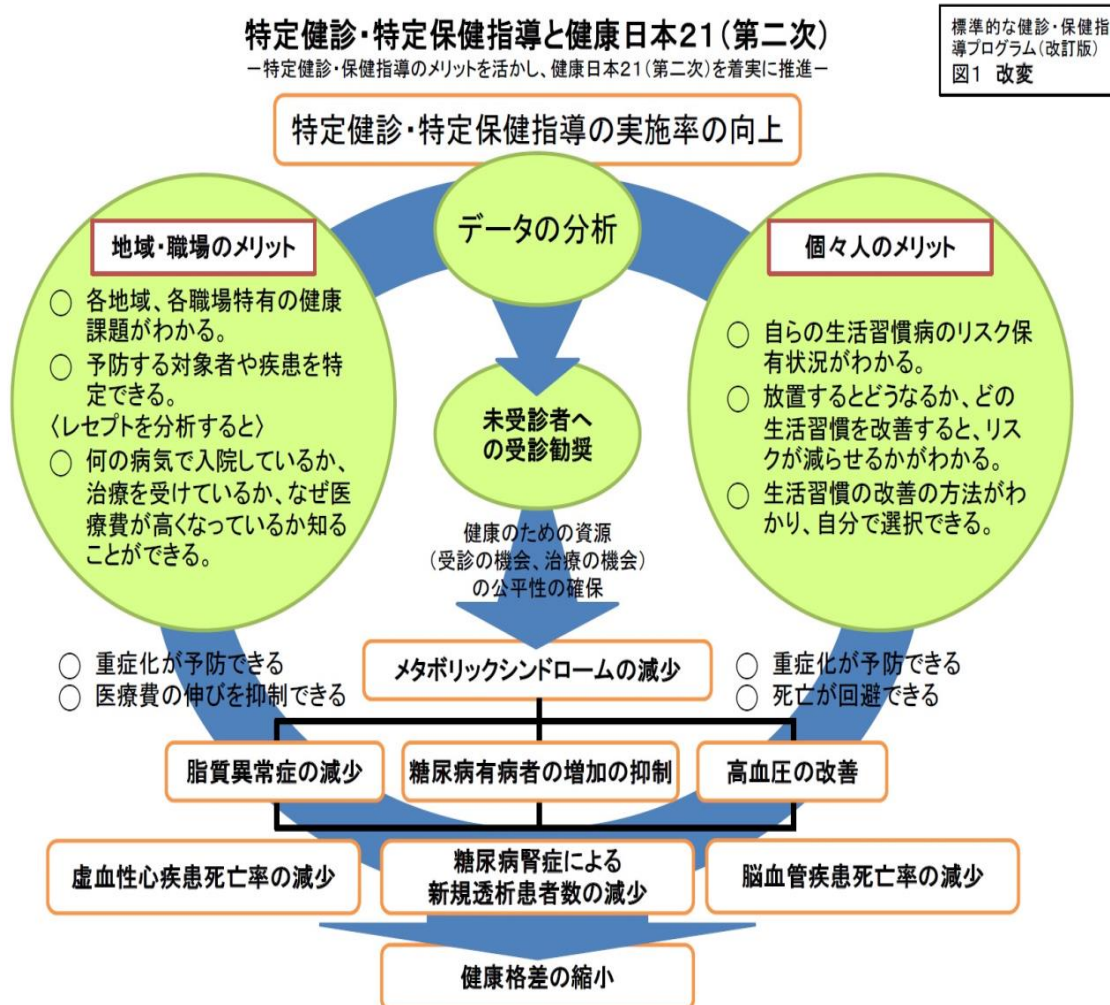 特定健診・特定保健指導と健康日本21(第二次)
－特定健診・保健指導のメリットを活かし、健康日本21(第二次)を着実に推進－
標準的な健診・保健指
導プログラム(改訂版)
図1 改変
特定健診・特定保健指導の実施率の向上
データの分析
地域・職場のメリット
○ 各地域、各職場特有の健康
課題がわかる。
○ 予防する対象者や疾患を特
定できる。
〈レセプトを分析すると〉
○ 何の病気で入院しているか、
治療を受けているか、なぜ医
療費が高くなっているか知る
ことができる。
個々人のメリット
○ 自らの生活習慣病のリスク保
有状況がわかる。
○ 放置するとどうなるか、どの
生活習慣を改善すると、リス
クが減らせるかがわかる。
○ 生活習慣の改善の方法がわ
かり、自分で選択できる。
未受診者へ
の受診勧奨
健康のための資源
(受診の機会、治療の機会)
の公平性の確保
○ 重症化が予防できる
○ 医療費の伸びを抑制できる
○ 重症化が予防できる
○ 死亡が回避できる
メタボリックシンドロームの減少
脂質異常症の減少
糖尿病有病者の増加の抑制
高血圧の改善
虚血性心疾患死亡率の減少
糖尿病腎症による
新規透析患者数の減少
脳血管疾患死亡率の減少
健康格差の縮小